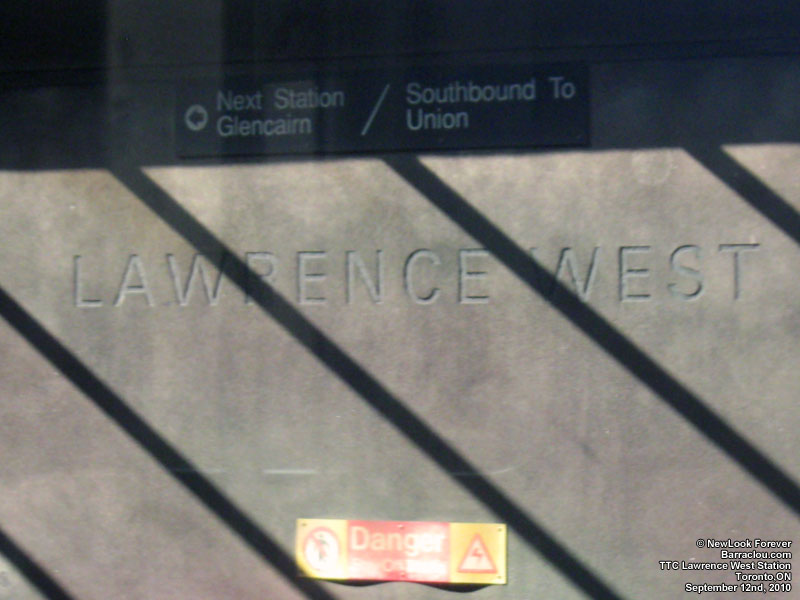 Next Station / Southbound To
Glencairn Union
LAWRENCE WEST
Danger
© NewLook Forever
Barraclou.com
TTC Lawrence West Station
Toronto,ON
September 12nd, 2010